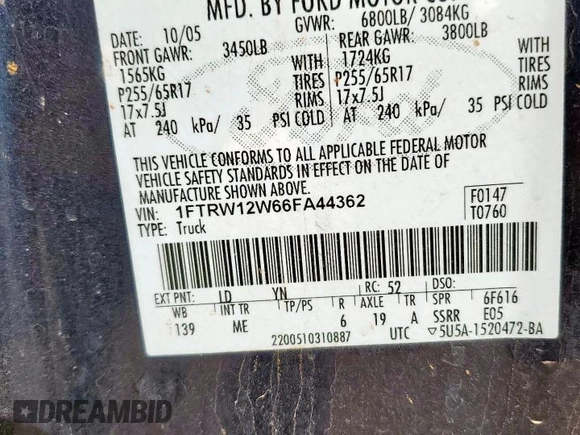 MFD. BY FORD MOTOR
DATE: 10/05 GVWR: 6800LB/ 3084KG
FRONT GAWR: 3450LB REAR GAWR: 3800LB
1565KG WITH 1724KG WITH
P255/65R17 TIRES P255/65R17 TIRES
17x7.5J RIMS 17x7.5J RIMS
AT 240 kPa/ 35 PSI COLD AT 240 kPa/ 35 PSI COLD
Ford
THIS VEHICLE CONFORMS TO ALL APPLICABLE FEDERAL MOTOR
VEHICLE SAFETY STANDARDS IN EFFECT ON THE DATE OF
MANUFACTURE SHOWN ABOVE.
VIN: 1FTRW12W66FA44362 F0147
TYPE: Truck T0760
EXT PNT: LD YN RC: 52 DSO:
WB INT TR TP/PS R AXLE TR SPR 6F616
139 ME 6 19 A SSRR E05
2200510310887 UTC ▽5U5A-1520472-BA
DREAMBID